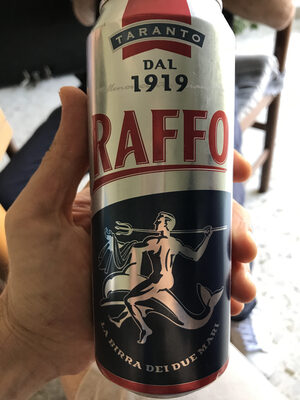 TARANTO
DAL
1919
RAFFO
LA BIRRA DEI DUE MARI